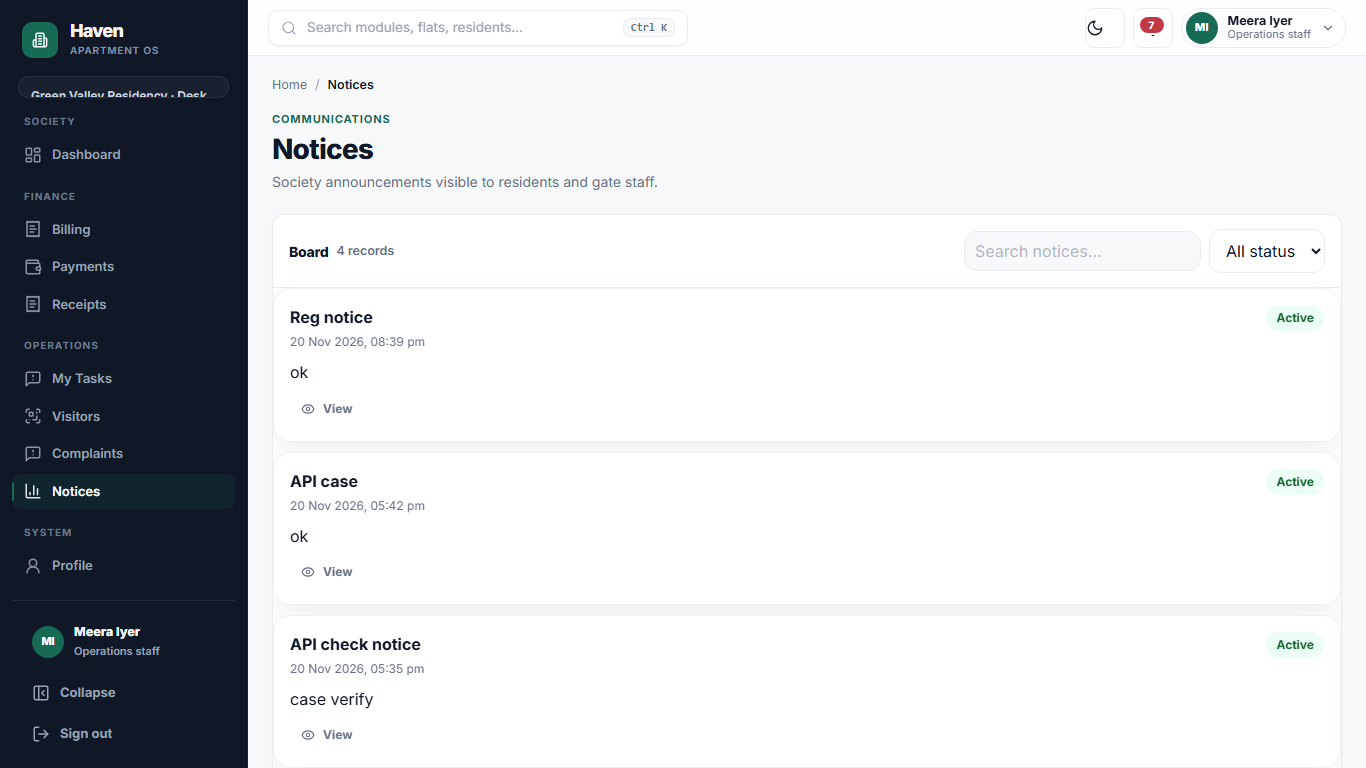 Haven
APARTMENT OS
Green Valley Residency · Desk
SOCIETY
Dashboard
FINANCE
Billing
Payments
Receipts
OPERATIONS
My Tasks
Visitors
Complaints
Notices
SYSTEM
Profile
MI
Meera Iyer
Operations staff
Collapse
Sign out
Search modules, flats, residents...
Ctrl K
7
MI
Meera Iyer
Operations staff
Home / Notices
COMMUNICATIONS
Notices
Society announcements visible to residents and gate staff.
Board 4 records
Search notices...
All status
Reg notice
Active
20 Nov 2026, 08:39 pm
ok
View
API case
Active
20 Nov 2026, 05:42 pm
ok
View
API check notice
Active
20 Nov 2026, 05:35 pm
case verify
View